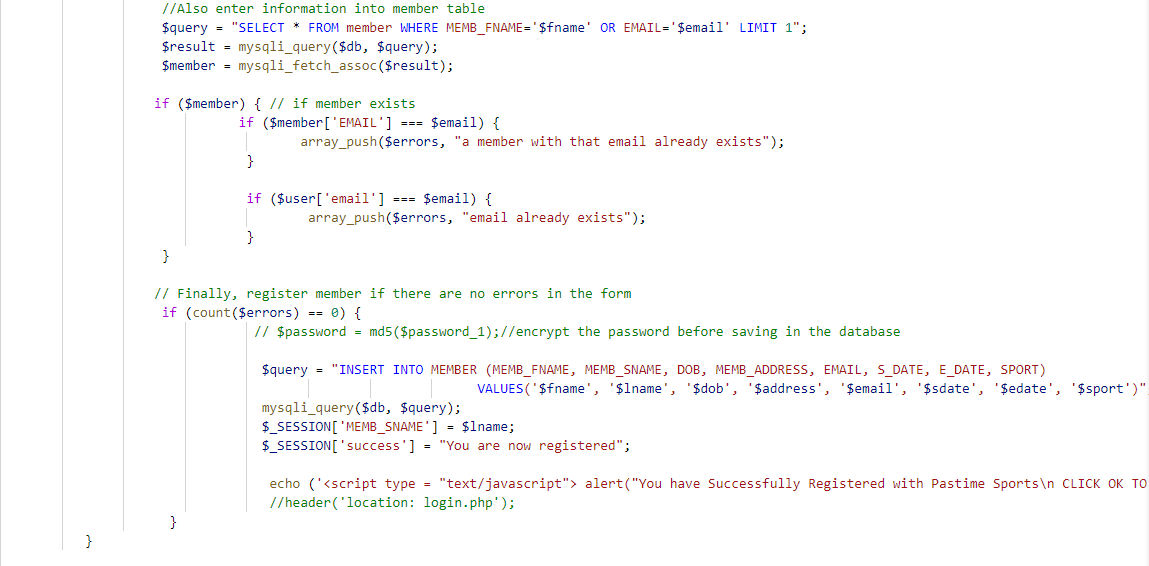 //Also enter information into member table
$query = "SELECT * FROM member WHERE MEMB_FNAME='$fname' OR EMAIL='$email' LIMIT 1";
$result = mysqli_query($db, $query);
$member = mysqli_fetch_assoc($result);
if ($member) { // if member exists
if ($member['EMAIL'] === $email) {
array_push($errors, "a member with that email already exists");
}
if ($user['email'] === $email) {
array_push($errors, "email already exists");
}
}
// Finally, register member if there are no errors in the form
if (count($errors) == 0) {
// $password = md5($password_1);//encrypt the password before saving in the database
$query = "INSERT INTO MEMBER (MEMB_FNAME, MEMB_SNAME, DOB, MEMB_ADDRESS, EMAIL, S_DATE, E_DATE, SPORT)
VALUES('$fname', '$lname', '$dob', '$address', '$email', '$sdate', '$edate', '$sport')"
mysqli_query($db, $query);
$_SESSION['MEMB_SNAME'] = $lname;
$_SESSION['success'] = "You are now registered";
echo ('<script type = "text/javascript"> alert("You have Successfully Registered with Pastime Sports\n CLICK OK TO
//header('location: login.php');
}
}